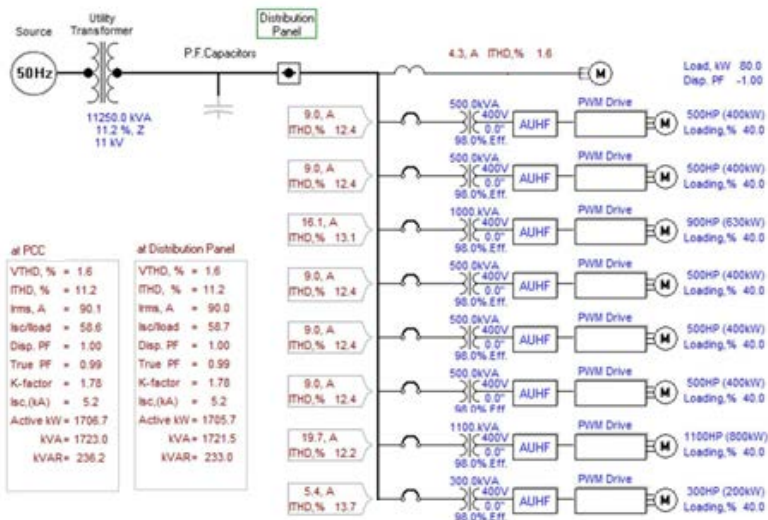 Source
Utility
Transformer
P.F.Capacitors
Distribution
Panel
50Hz
11250.0 kVA
11.2 %, Z
11 kV
4.3, A ITHD,% 1.6
M
Load, kW 80.0
Disp. PF -1.00
9.0, A
ITHD,% 12.4
500.0kVA
400V
0.0°
98.0%.Eff.
AUHF
PWM Drive
M
500HP (400kW)
Loading,% 40.0
9.0, A
ITHD,% 12.4
500.0kVA
400V
0.0°
98.0%.Eff.
AUHF
PWM Drive
M
500HP (400kW)
Loading,% 40.0
16.1, A
ITHD,% 13.1
1000.kVA
400V
0.0°
98.0%.Eff.
AUHF
PWM Drive
M
900HP (630kW)
Loading,% 40.0
9.0, A
ITHD,% 12.4
500.0kVA
400V
0.0°
98.0%.Eff.
AUHF
PWM Drive
M
500HP (400kW)
Loading,% 40.0
9.0, A
ITHD,% 12.4
500.0kVA
400V
0.0°
98.0%.Eff.
AUHF
PWM Drive
M
500HP (400kW)
Loading,% 40.0
9.0, A
ITHD,% 12.4
500.0kVA
400V
0.0°
98.0%.Eff.
AUHF
PWM Drive
M
500HP (400kW)
Loading,% 40.0
19.7, A
ITHD,% 12.2
1100.kVA
400V
0.0°
98.0%.Eff.
AUHF
PWM Drive
M
1100HP (800kW)
Loading,% 40.0
5.4, A
ITHD,% 13.7
300.0kVA
400V
0.0°
98.0%.Eff.
AUHF
PWM Drive
M
300HP (200kW)
Loading,% 40.0
at PCC
VTHD, % = 1.6
ITHD, % = 11.2
Irms, A = 90.1
Isc/Iload = 58.6
Disp. PF = 1.00
True PF = 0.99
K-factor = 1.78
Isc,(kA) = 5.2
Active kW = 1706.7
kVA = 1723.0
kVAR = 236.2
at Distribution Panel
VTHD, % = 1.6
ITHD, % = 11.2
Irms, A = 90.0
Isc/Iload = 58.7
Disp. PF = 1.00
True PF = 0.99
K-factor = 1.78
Isc,(kA) = 5.2
Active kW = 1705.7
kVA = 1721.5
kVAR = 233.0